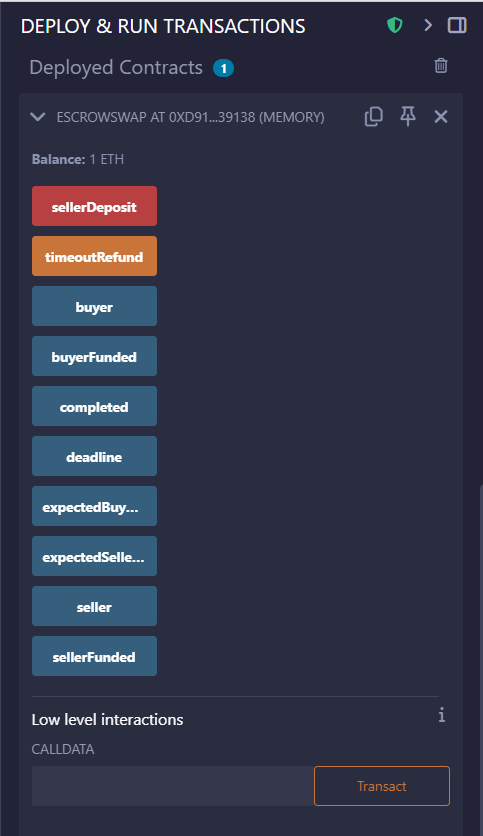 DEPLOY & RUN TRANSACTIONS
Deployed Contracts 1
ESCROWSWAP AT 0XD91...39138 (MEMORY)
Balance: 1 ETH
sellerDeposit
timeoutRefund
buyer
buyerFunded
completed
deadline
expectedBuy...
expectedSelle...
seller
sellerFunded
Low level interactions
CALLDATA
Transact